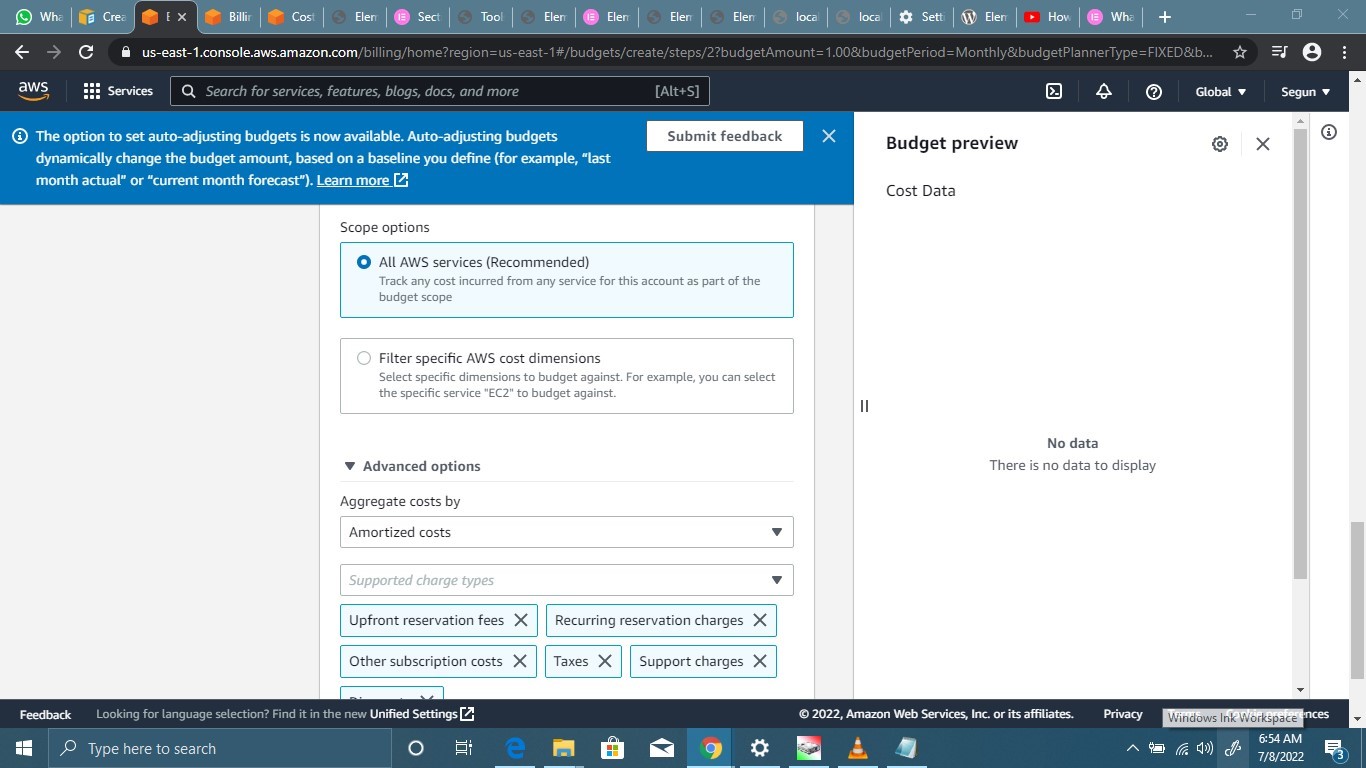 Wha
Crea
E
Billin
Cost
Elen
Sect
Tool
Elen
Elen
Elen
Elen
local
local
Setti
Elen
How
Wha
us-east-1.console.aws.amazon.com/billing/home?region=us-east-1#/budgets/create/steps/2?budgetAmount=1.00&budgetPeriod=Monthly&budgetPlannerType=FIXED&b...
aws
Services
Search for services, features, blogs, docs, and more
[Alt+S]
Global
Segun
The option to set auto-adjusting budgets is now available. Auto-adjusting budgets
dynamically change the budget amount, based on a baseline you define (for example, "last
month actual" or "current month forecast"). Learn more
Submit feedback
Scope options
All AWS services (Recommended)
Track any cost incurred from any service for this account as part of the
budget scope
Filter specific AWS cost dimensions
Select specific dimensions to budget against. For example, you can select
the specific service "EC2" to budget against.
Advanced options
Aggregate costs by
Amortized costs
Supported charge types
Upfront reservation fees
Recurring reservation charges
Other subscription costs
Taxes
Support charges
Budget preview
Cost Data
No data
There is no data to display
Feedback
Looking for language selection? Find it in the new Unified Settings
© 2022, Amazon Web Services, Inc. or its affiliates.
Privacy
Windows Ink Workspace
Type here to search
6:54 AM
7/8/2022
3